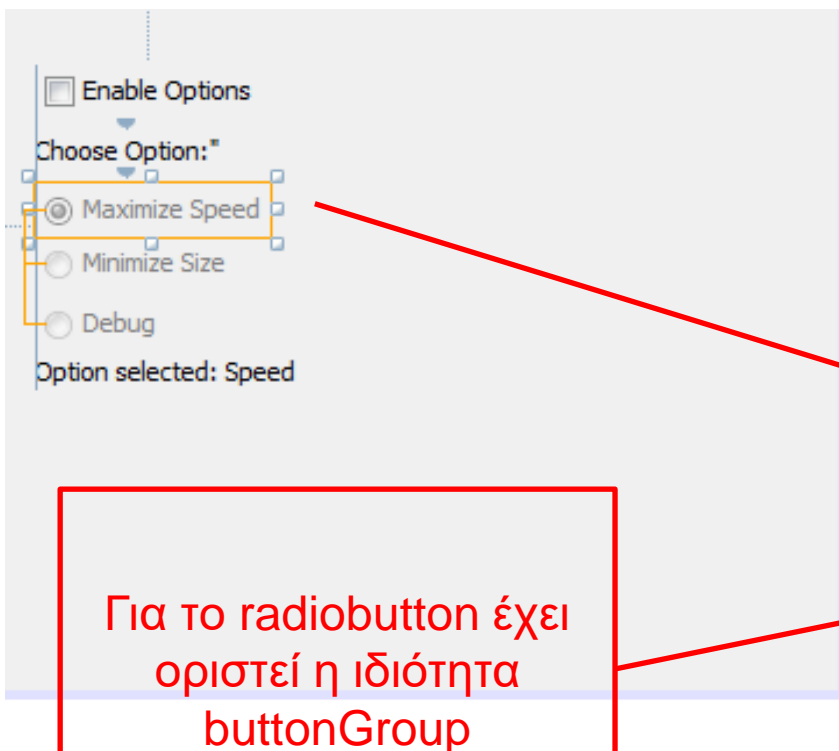 Enable Options
Choose Option:"
Maximize Speed
Minimize Size
Debug
Option selected: Speed
Για το radiobutton έχει
οριστεί η ιδιότητα
buttonGroup